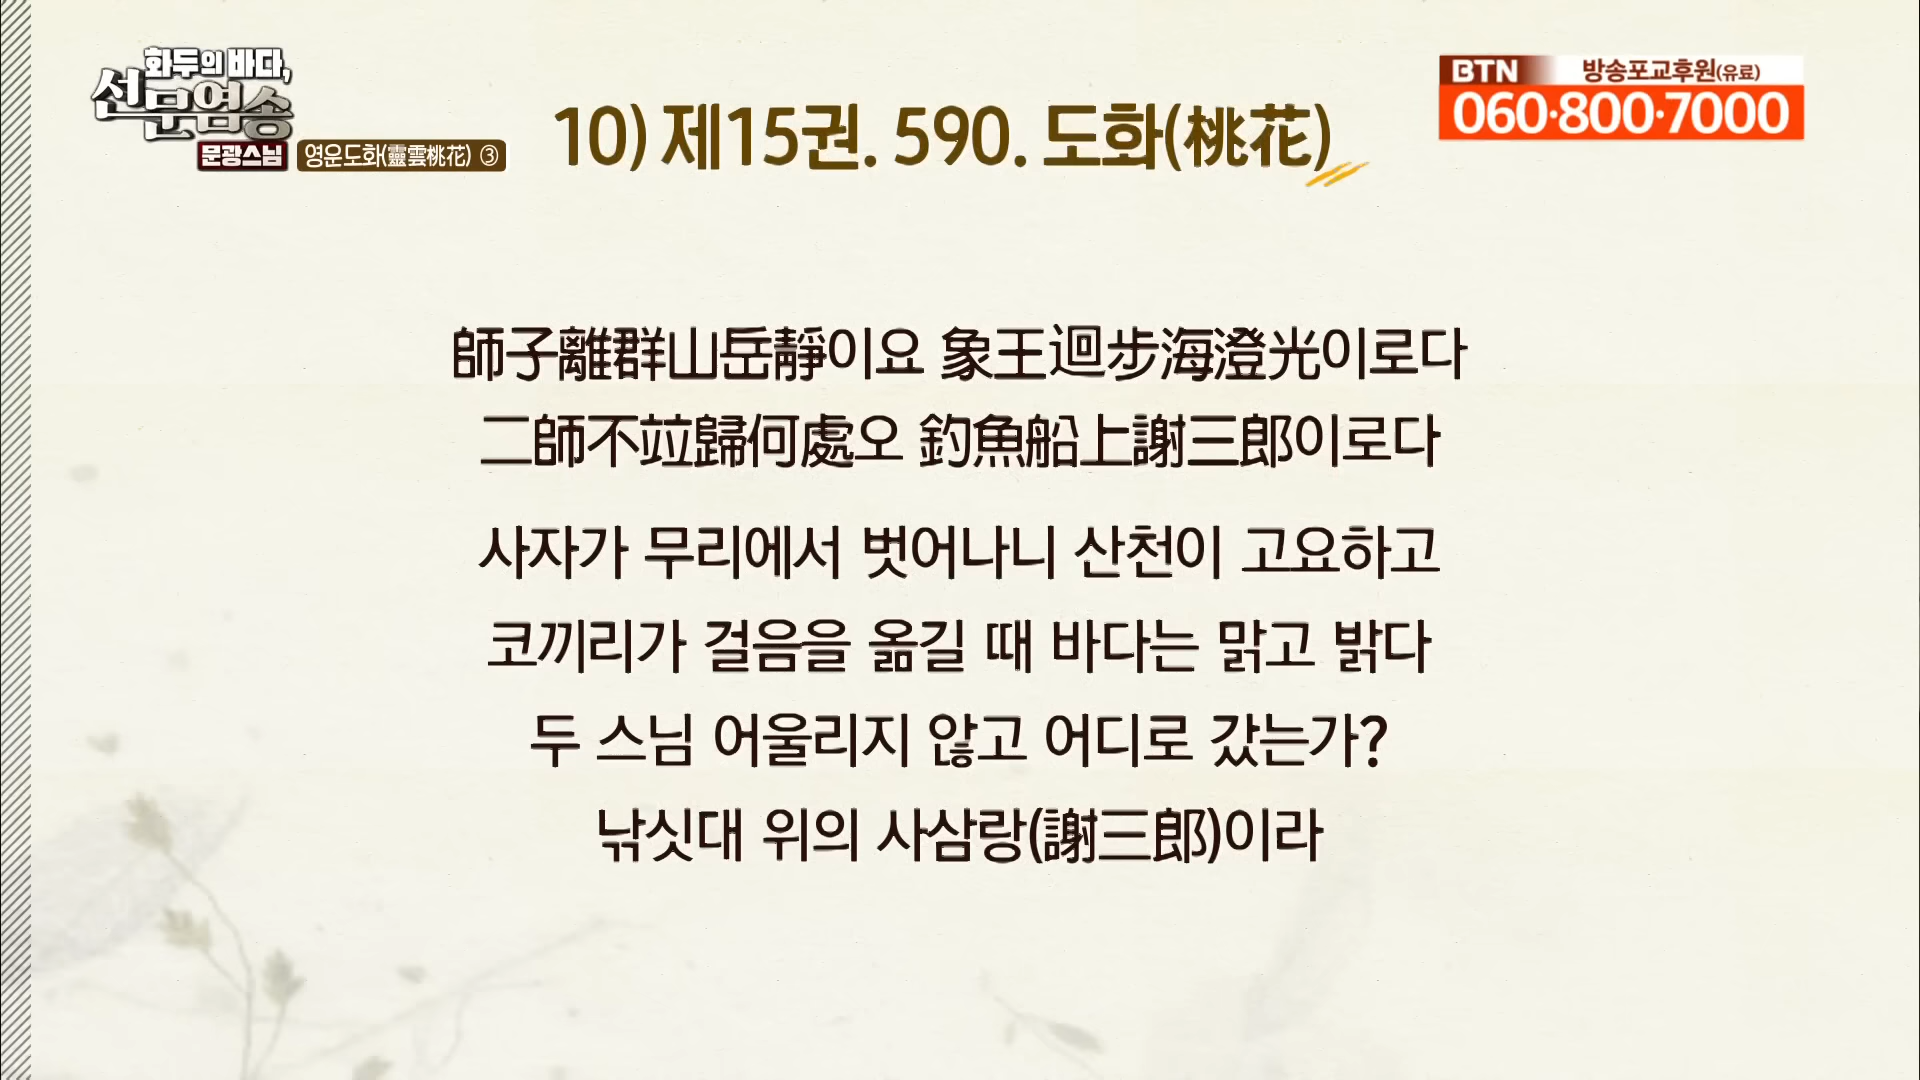 화두의 바다,
선문염송
문광스님 영운도화(靈雲桃花) ③
BTN 방송포교후원(유료)
060·800·7000
10) 제15권. 590. 도화(桃花)
師子離群山岳靜이요 象王迴步海澄光이로다
二師不竝歸何處오 釣魚船上謝三郎이로다
사자가 무리에서 벗어나니 산천이 고요하고
코끼리가 걸음을 옮길 때 바다는 맑고 밝다
두 스님 어울리지 않고 어디로 갔는가?
낚싯대 위의 사삼랑(謝三郎)이라